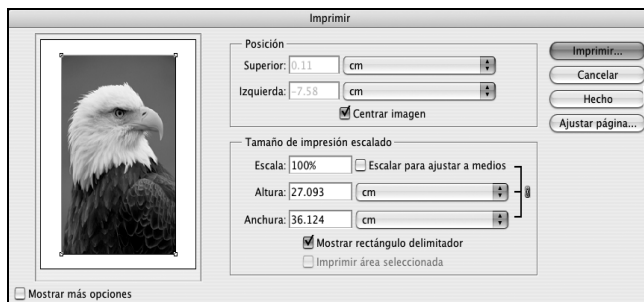 Imprimir
Posición
Superior: 0.11 cm
Izquierda: -7.58 cm
Centrar imagen
Tamaño de impresión escalado
Escala: 100% Escalar para ajustar a medios
Altura: 27.093 cm
Anchura: 36.124 cm
Mostrar rectángulo delimitador
Imprimir área seleccionada
Imprimir...
Cancelar
Hecho
Ajustar página...
Mostrar más opciones